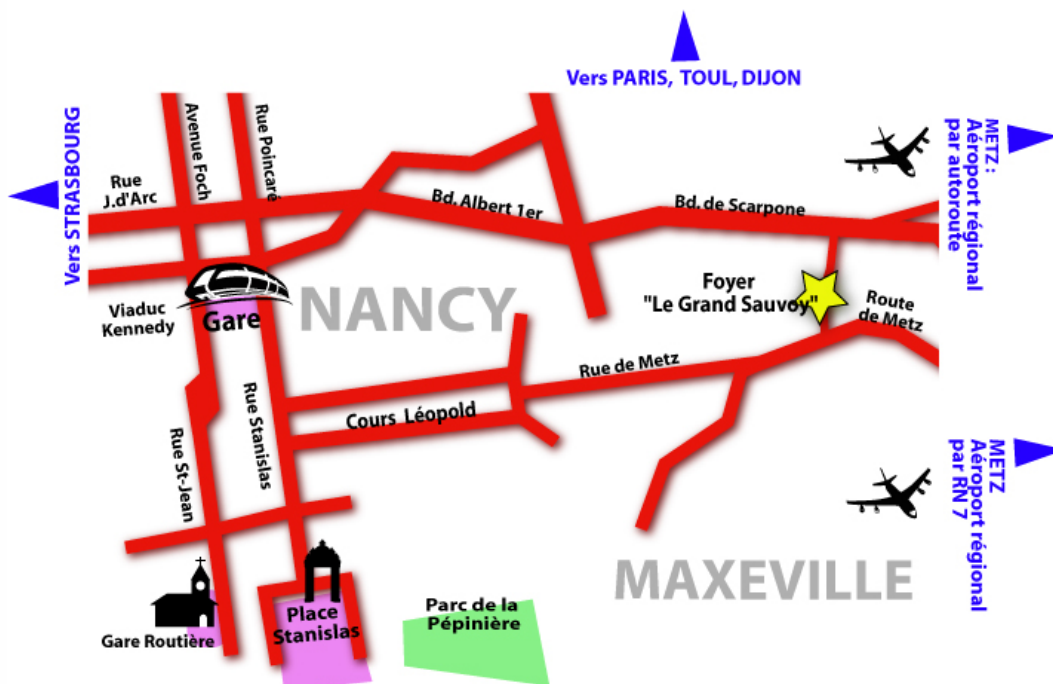 Vers PARIS, TOUL, DIJON
Vers STRASBOURG
Avenue Foch
Rue Poincaré
Rue
J.d'Arc
Bd. Albert 1er
Bd. de Scarpone
METZ :
Aéroport régional
par autoroute
Viaduc
Kennedy
Gare
NANCY
Foyer
"Le Grand Sauvoy"
Route
de Metz
Rue de Metz
Cours Léopold
Rue Stanislas
Rue St-Jean
METZ
Aéroport régional
par RN 7
MAXEVILLE
Gare Routière
Place
Stanislas
Parc de la
Pépinière